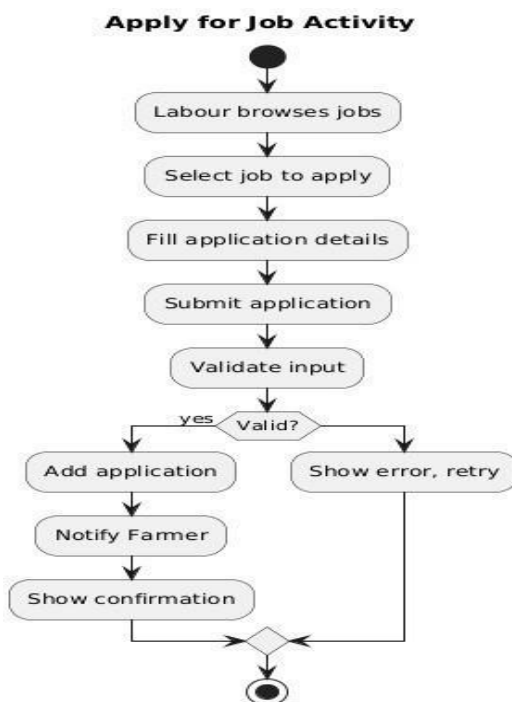 Apply for Job Activity
Labour browses jobs
Select job to apply
Fill application details
Submit application
Validate input
yes
Valid?
Add application
Show error, retry
Notify Farmer
Show confirmation